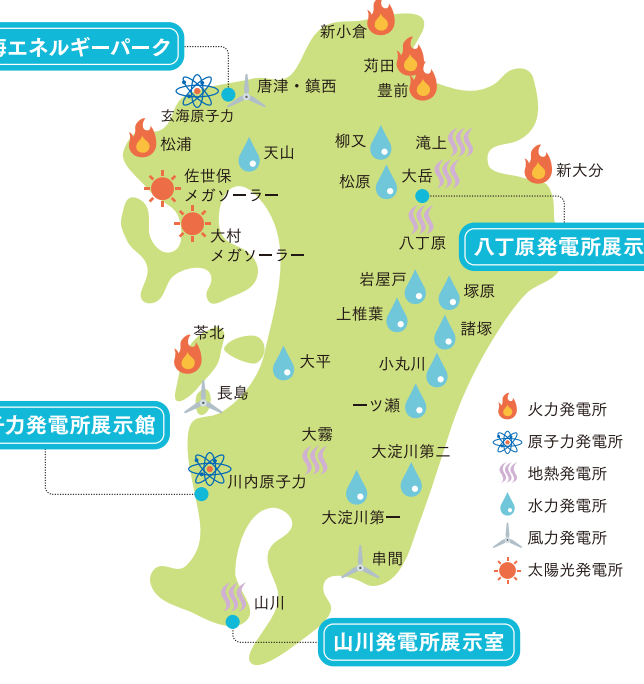 海エネルギーパーク
新小倉
苅田
豊前
唐津・鎮西
玄海原子力
松浦
天山
柳又
滝上
佐世保
メガソーラー
松原
大岳
新大分
大村
メガソーラー
八丁原
八丁原発電所展示
岩屋戸
塚原
上椎葉
諸塚
苓北
大平
小丸川
長島
一ツ瀬
子力発電所展示館
大霧
大淀川第二
川内原子力
大淀川第一
串間
山川
山川発電所展示室
火力発電所
原子力発電所
地熱発電所
水力発電所
風力発電所
太陽光発電所